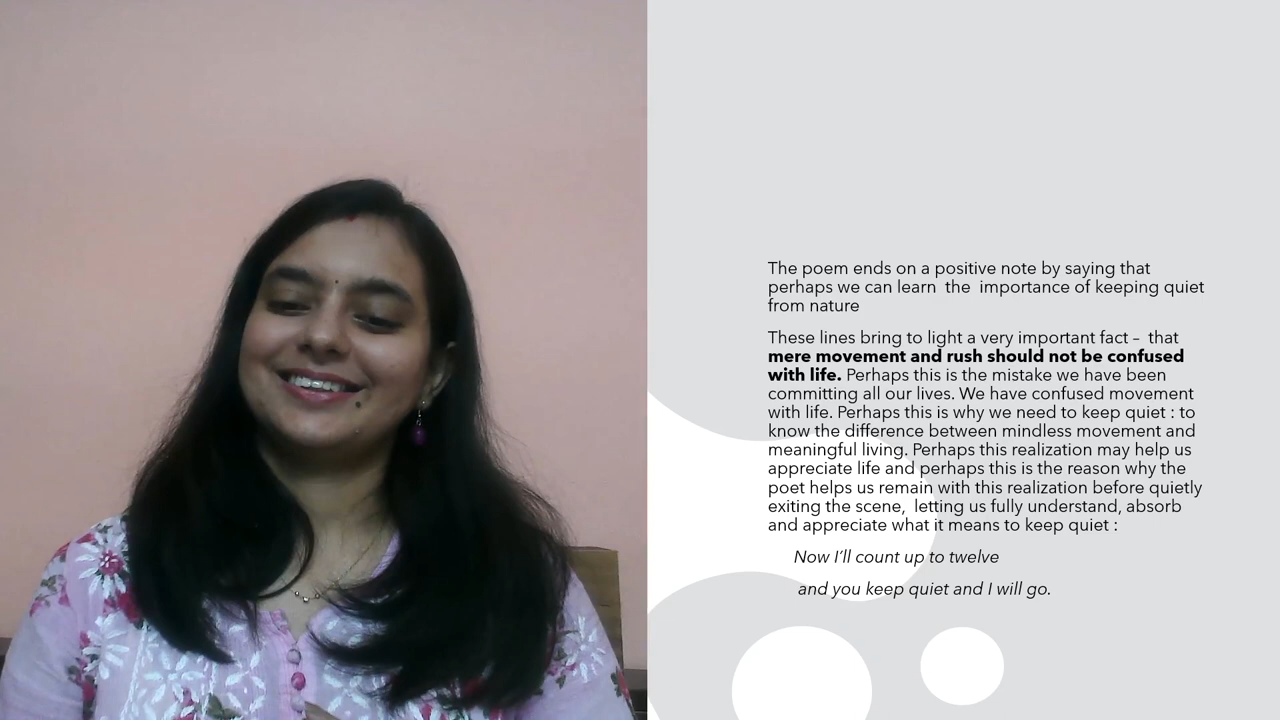 The poem ends on a positive note by saying that
perhaps we can learn the importance of keeping quiet
from nature
These lines bring to light a very important fact – that
mere movement and rush should not be confused
with life. Perhaps this is the mistake we have been
committing all our lives. We have confused movement
with life. Perhaps this is why we need to keep quiet : to
know the difference between mindless movement and
meaningful living. Perhaps this realization may help us
appreciate life and perhaps this is the reason why the
poet helps us remain with this realization before quietly
exiting the scene, letting us fully understand, absorb
and appreciate what it means to keep quiet :
Now I'll count up to twelve
and you keep quiet and I will go.